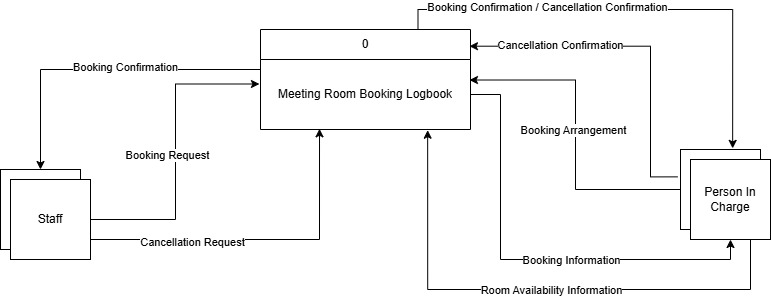 Booking Confirmation / Cancellation Confirmation
0
Cancellation Confirmation
Booking Confirmation
Meeting Room Booking Logbook
Booking Arrangement
Booking Request
Staff
Person In
Charge
Cancellation Request
Booking Information
Room Availability Information